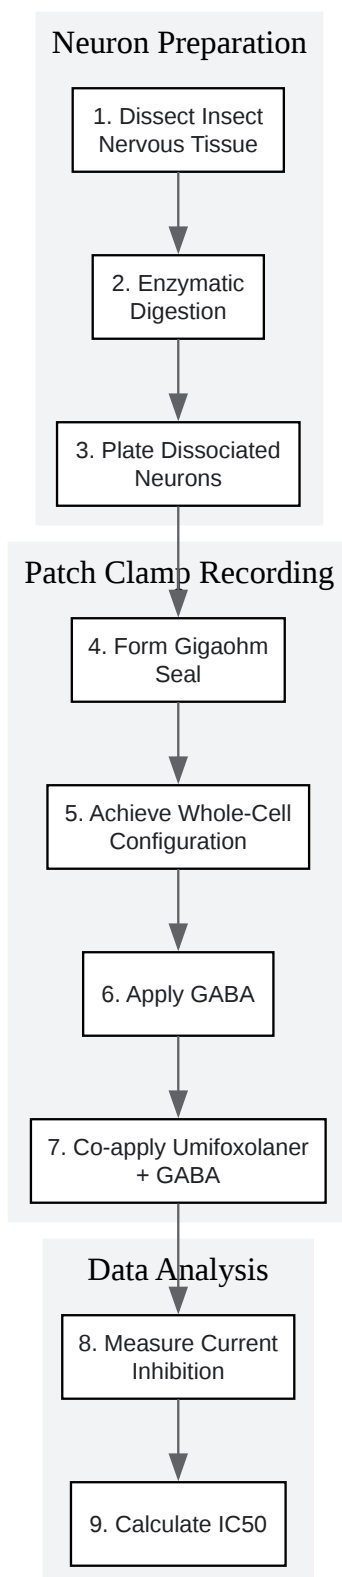 Neuron Preparation
1. Dissect Insect
Nervous Tissue
2. Enzymatic
Digestion
3. Plate Dissociated
Neurons
Patch Clamp Recording
4. Form Gigaohm
Seal
5. Achieve Whole-Cell
Configuration
6. Apply GABA
7. Co-apply Umifoxolaner
+ GABA
Data Analysis
8. Measure Current
Inhibition
9. Calculate IC50